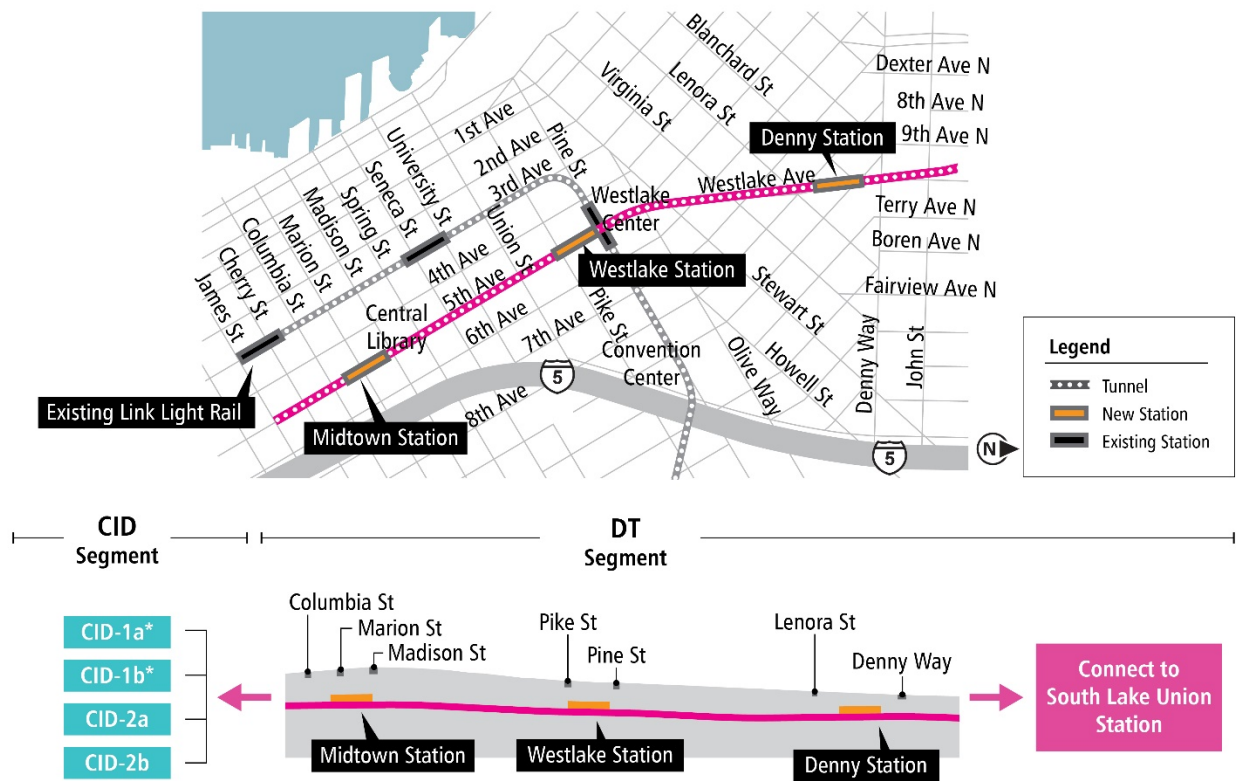 Blanchard St
Lenora St
Virginia St
Dexter Ave N
8th Ave N
9th Ave N
Denny Station
Westlake Ave
Terry Ave N
Boren Ave N
Fairview Ave N
1st Ave
2nd Ave
3rd Ave
Pine St
Westlake
Center
Westlake Station
University St
Seneca St
Spring St
Madison St
Marion St
Columbia St
Cherry St
James St
Union St
4th Ave
5th Ave
6th Ave
7th Ave
8th Ave
Central
Library
Pike St
Convention
Center
Stewart St
Howell St
Olive Way
Denny Way
John St
5
5
N
Existing Link Light Rail
Midtown Station
Legend
Tunnel
New Station
Existing Station
CID
Segment
DT
Segment
CID-1a*
CID-1b*
CID-2a
CID-2b
Columbia St
Marion St
Madison St
Pike St
Pine St
Lenora St
Denny Way
Midtown Station
Westlake Station
Denny Station
Connect to
South Lake Union
Station